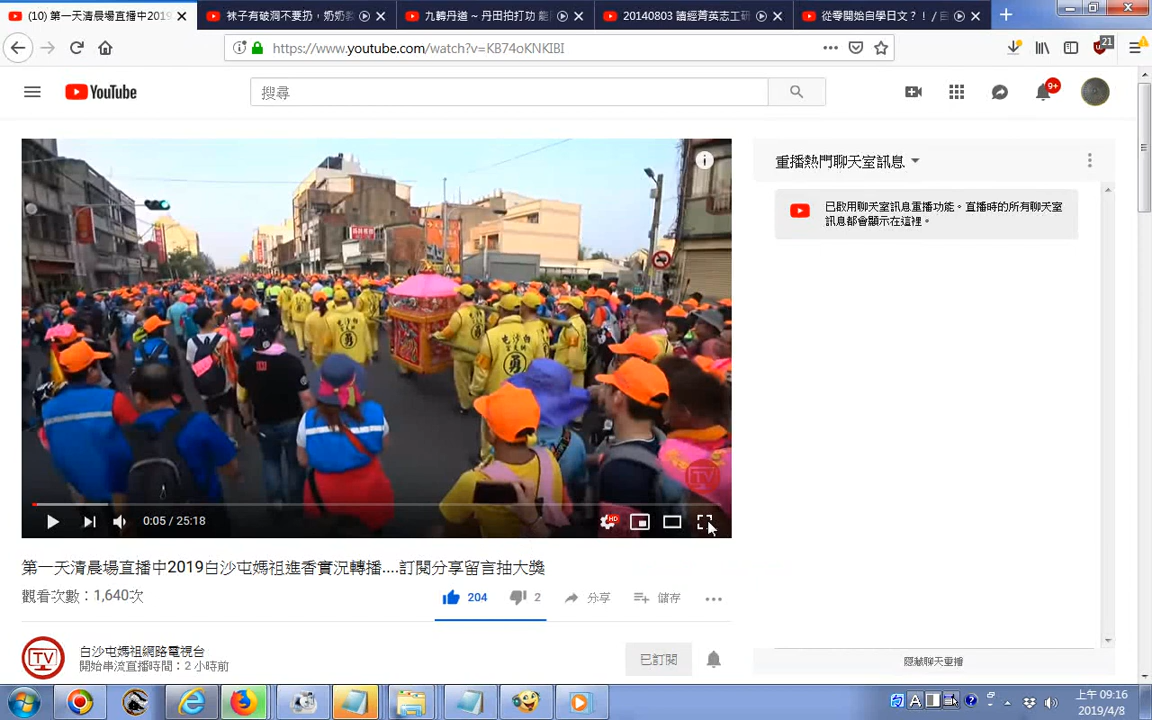 (10) 第一天清晨場直播中2019
袜子有破洞不要扔，奶奶教
九轉丹道 ~ 丹田拍打功
20140803 讀經菁英志工研
從零開始自學日文？！/
https://www.youtube.com/watch?v=KB74oKNKIBI
21
YouTube
搜尋
9+
重播熱門聊天室訊息
已啟用聊天室訊息重播功能。直播時的所有聊天室
訊息都會顯示在這裡。
勇
TV
0:05 / 25:18
HD
第一天清晨場直播中2019白沙屯媽祖進香實況轉播....訂閱分享留言抽大獎
觀看次數：1,640次
204
2
分享
儲存
TV
白沙屯媽祖網路電視台
開始串流直播時間：2 小時前
已訂閱
隱藏聊天重播
上午 09:16
2019/4/8